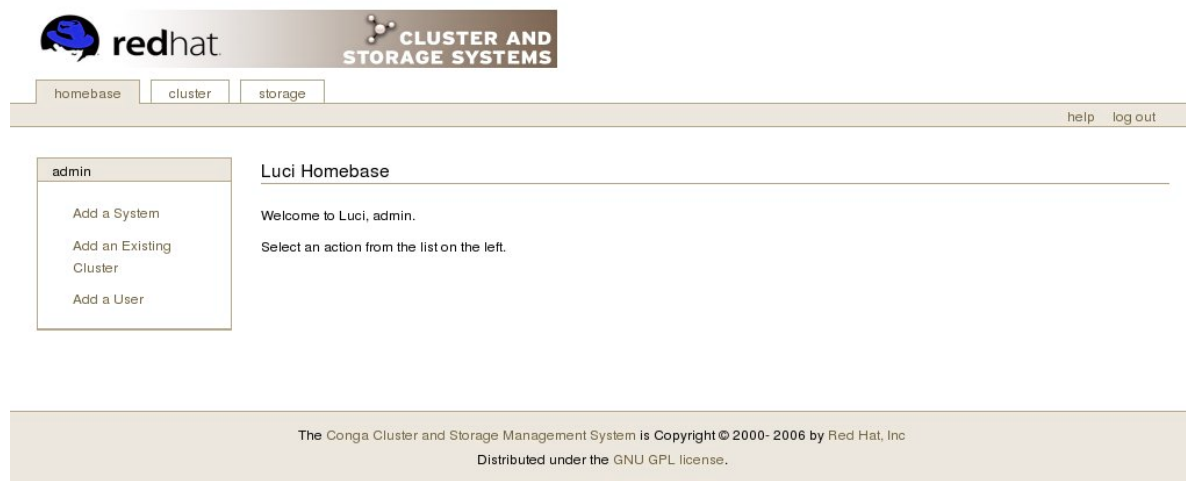 redhat.
CLUSTER AND
STORAGE SYSTEMS
homebase cluster storage
help log out
admin
Add a System
Add an Existing
Cluster
Add a User
Luci Homebase
Welcome to Luci, admin.
Select an action from the list on the left.
The Conga Cluster and Storage Management System is Copyright © 2000- 2006 by Red Hat, Inc
Distributed under the GNU GPL license.